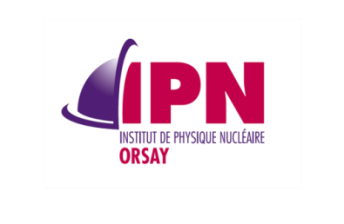 IPN
INSTITUT DE PHYSIQUE NUCLÉAIRE
ORSAY